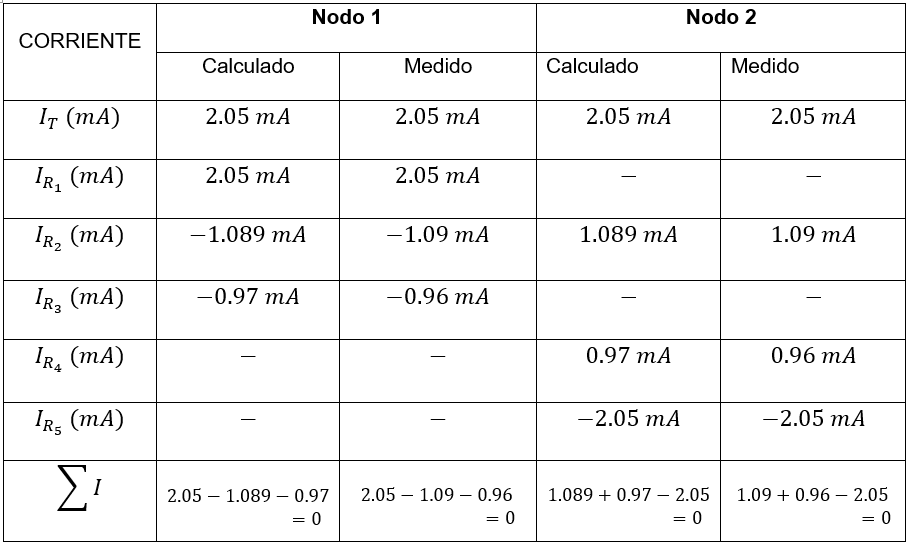 CORRIENTE Nodo 1 Nodo 2
Calculado Medido Calculado Medido
I_T (mA) 2.05 mA 2.05 mA 2.05 mA 2.05 mA
I_{R_1} (mA) 2.05 mA 2.05 mA − −
I_{R_2} (mA) −1.089 mA −1.09 mA 1.089 mA 1.09 mA
I_{R_3} (mA) −0.97 mA −0.96 mA − −
I_{R_4} (mA) − − 0.97 mA 0.96 mA
I_{R_5} (mA) − − −2.05 mA −2.05 mA
∑ I 2.05 − 1.089 − 0.97 2.05 − 1.09 − 0.96 1.089 + 0.97 − 2.05 1.09 + 0.96 − 2.05
= 0 = 0 = 0 = 0